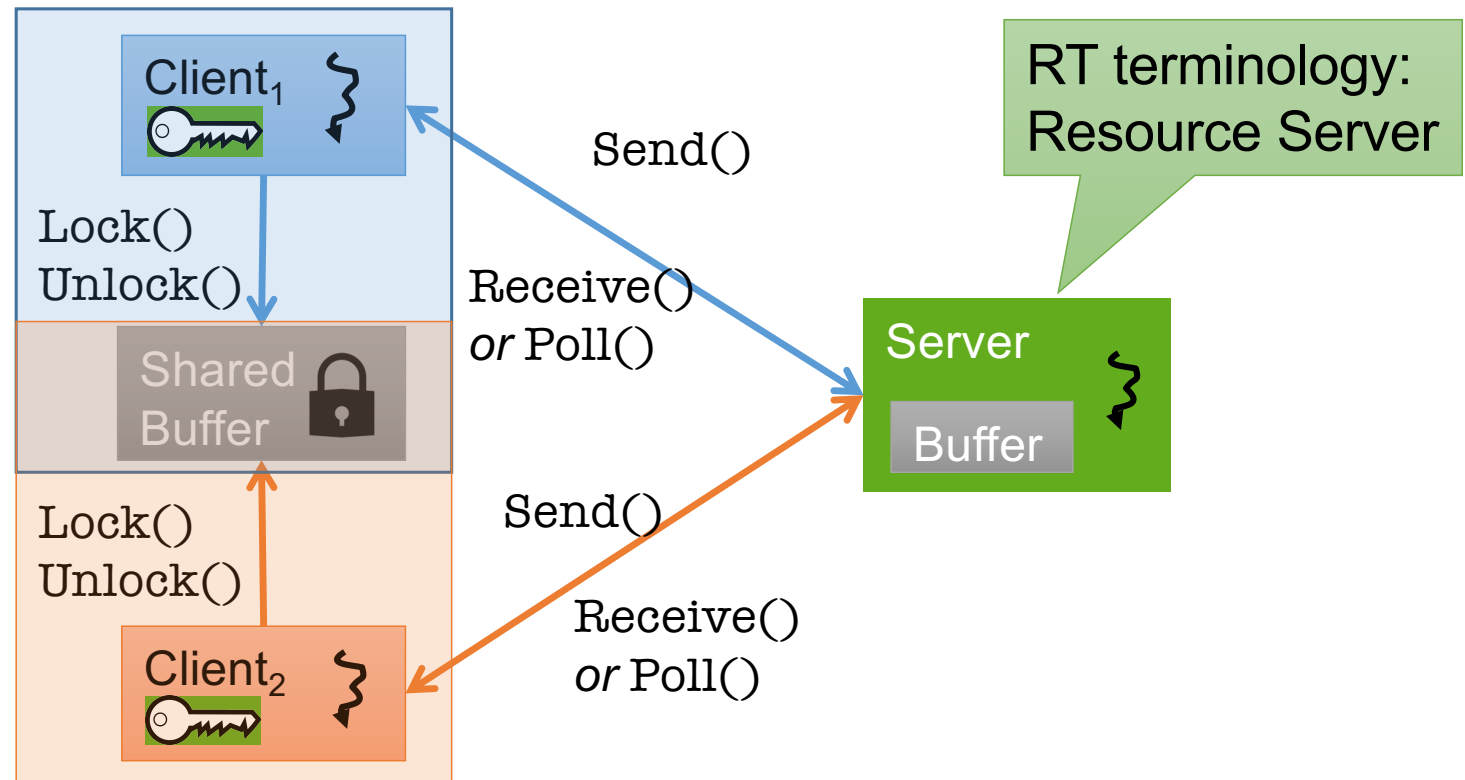 Client₁
Lock()
Unlock()
Shared
Buffer
Lock()
Unlock()
Client₂
Send()
Receive()
or Poll()
Send()
Receive()
or Poll()
RT terminology:
Resource Server
Server
Buffer